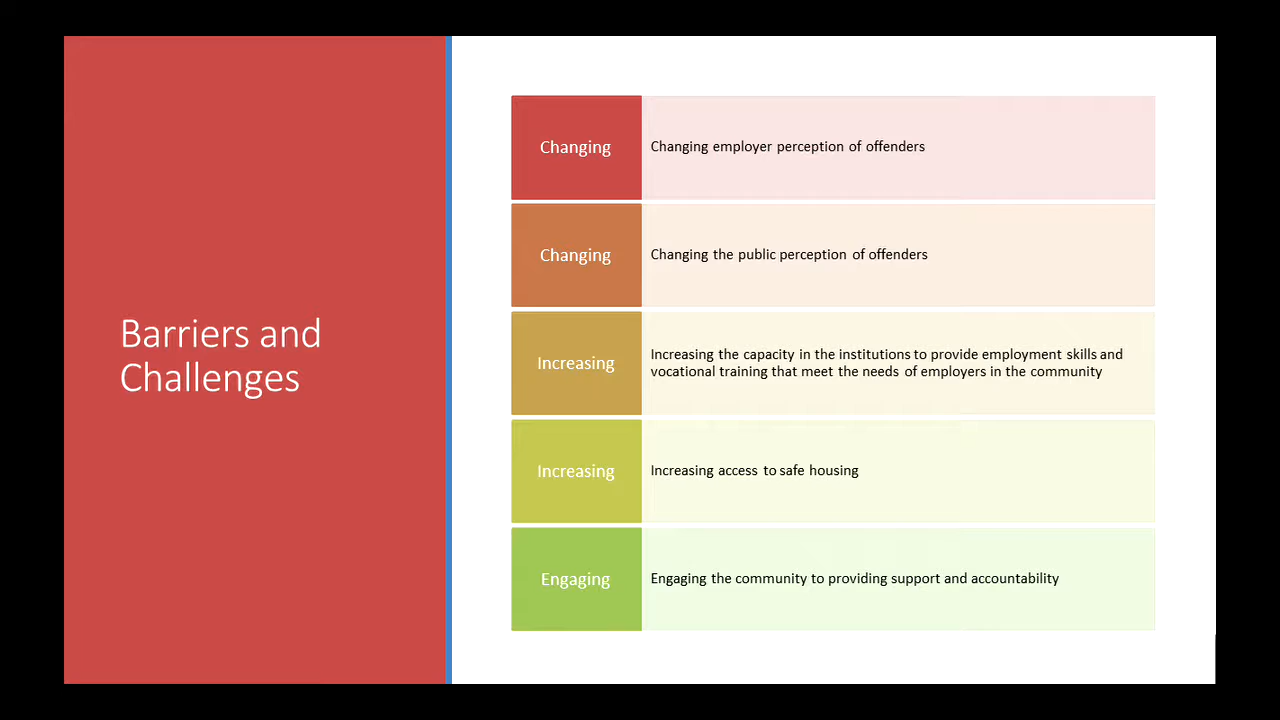 Barriers and
Challenges
Changing
Changing employer perception of offenders
Changing
Changing the public perception of offenders
Increasing
Increasing the capacity in the institutions to provide employment skills and
vocational training that meet the needs of employers in the community
Increasing
Increasing access to safe housing
Engaging
Engaging the community to providing support and accountability